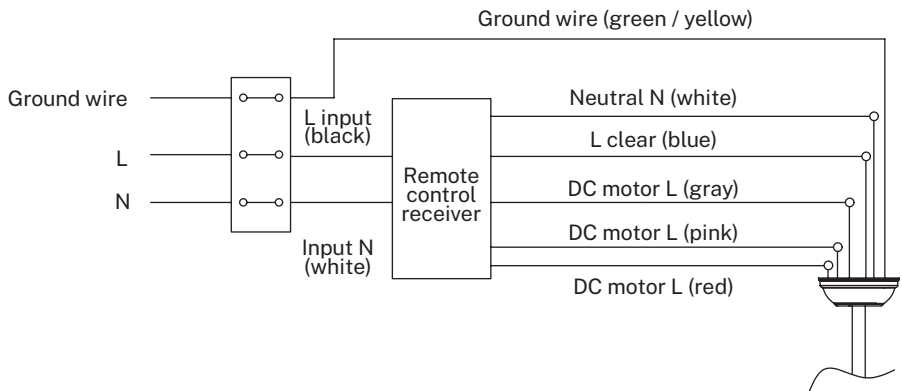 Ground wire (green / yellow)
Ground wire
L input
(black)
L
N
Input N
(white)
Remote
control
receiver
Neutral N (white)
L clear (blue)
DC motor L (gray)
DC motor L (pink)
DC motor L (red)